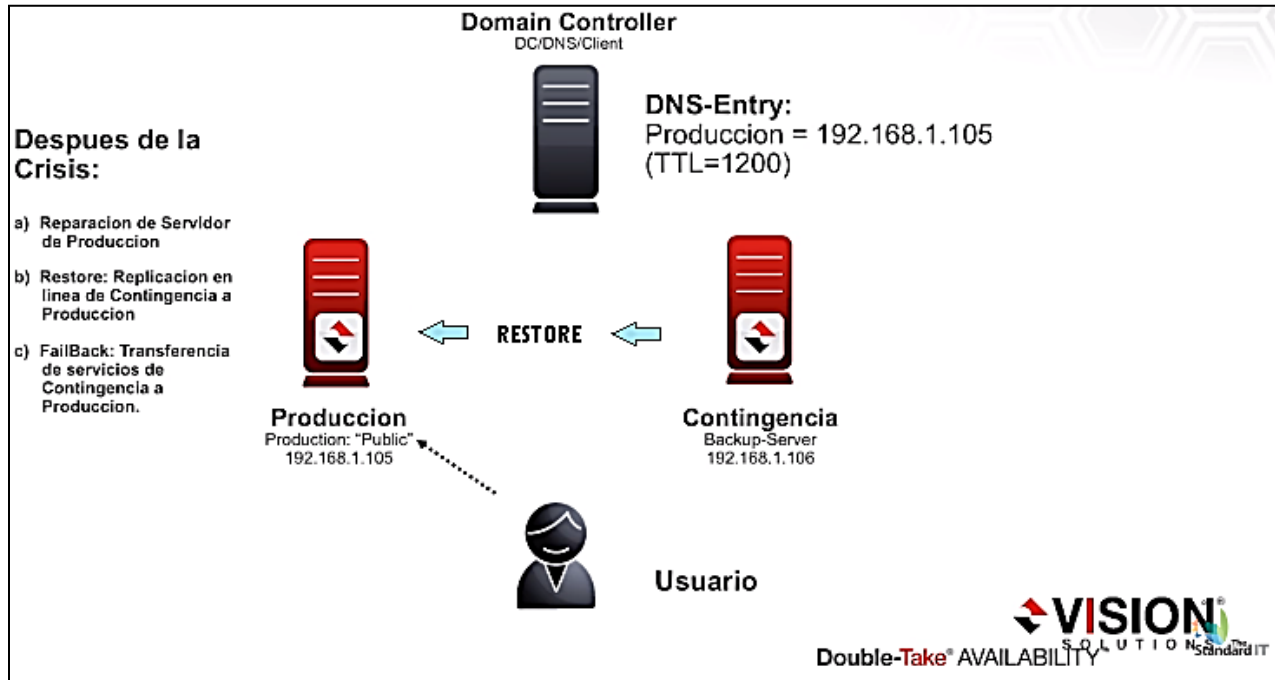 Domain Controller
DC/DNS/Client
DNS-Entry:
Produccion = 192.168.1.105
(TTL=1200)
Despues de la
Crisis:
a) Reparacion de Servidor
de Produccion
b) Restore: Replicacion en
linea de Contingencia a
Produccion
c) FailBack: Transferencia
de servicios de
Contingencia a
Produccion.
RESTORE
Produccion
Production: "Public"
192.168.1.105
Contingencia
Backup-Server
192.168.1.106
Usuario
VISION®
SOLUTIONS
The
Standard IT
Double-Take® AVAILABILITY™